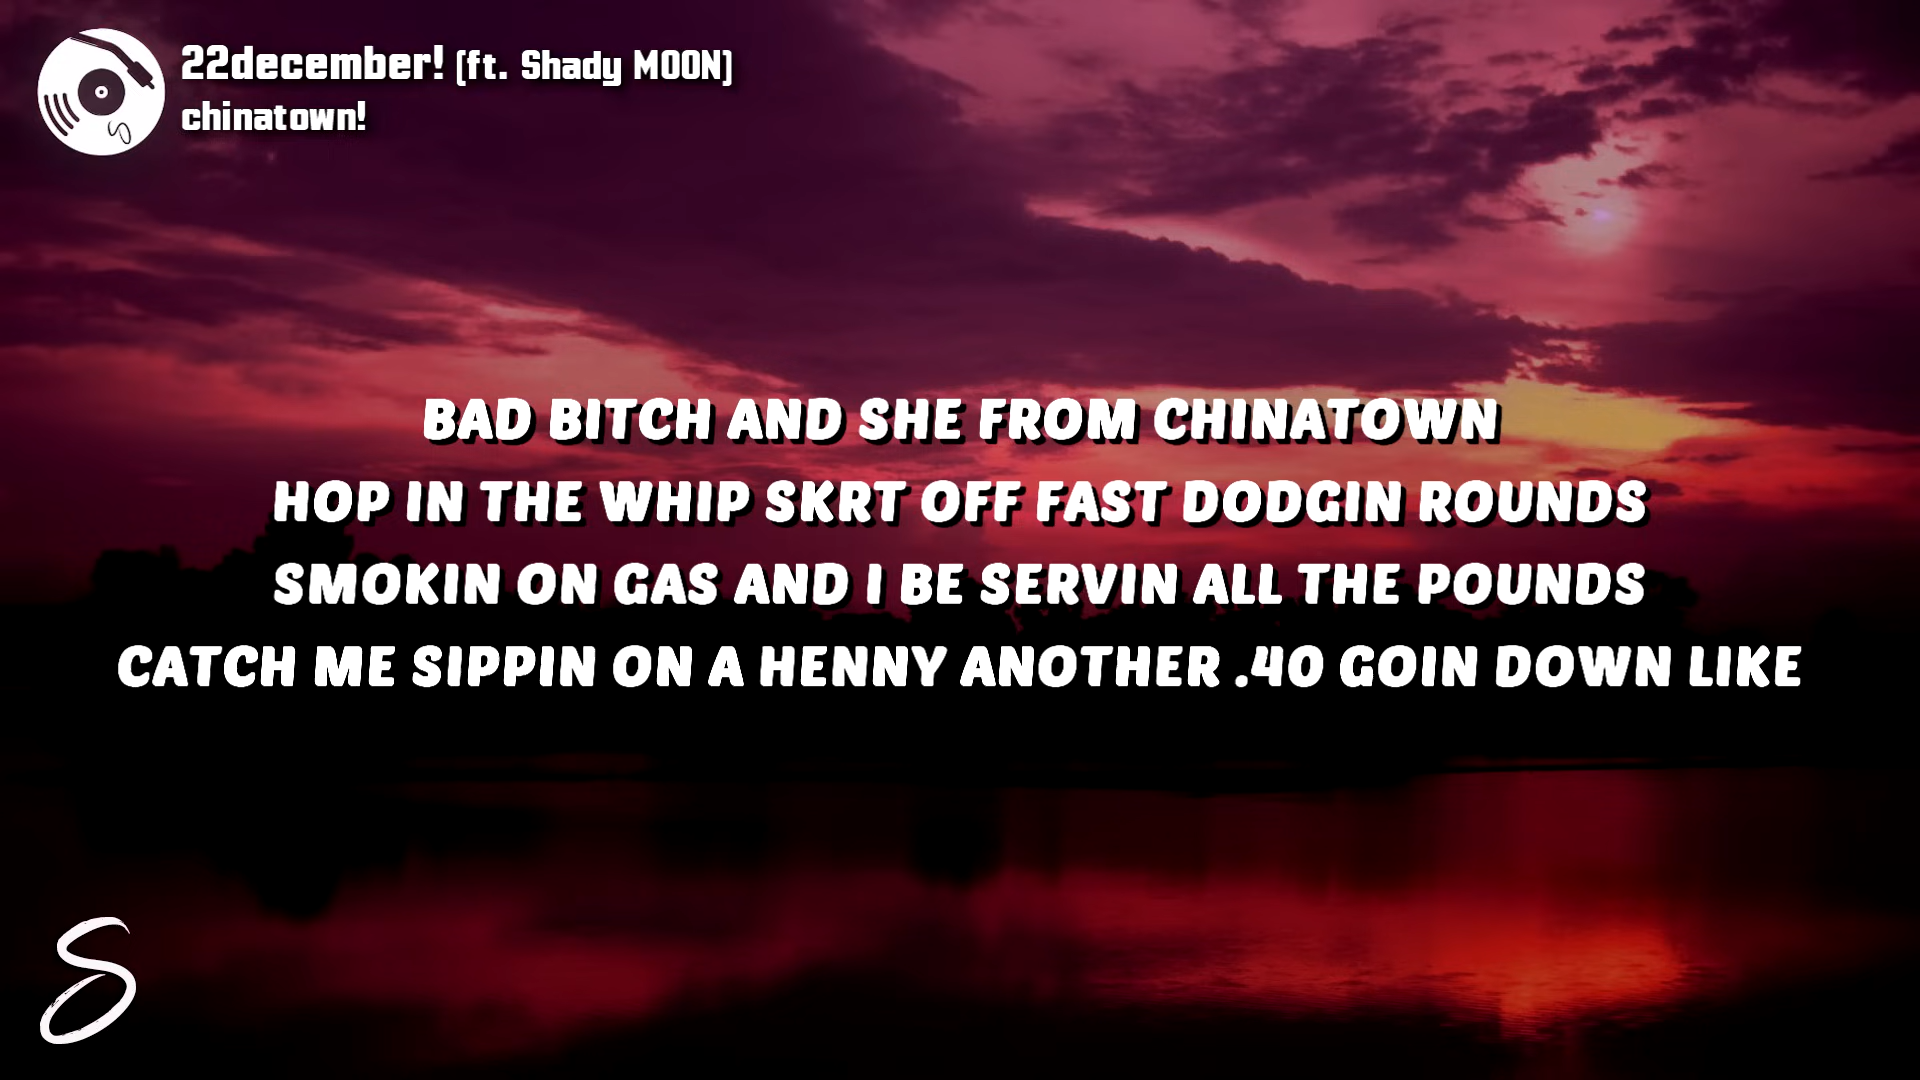 22december! [ft. Shady MOON]
chinatown!
BAD BITCH AND SHE FROM CHINATOWN
HOP IN THE WHIP SKRT OFF FAST DODGIN ROUNDS
SMOKIN ON GAS AND I BE SERVIN ALL THE POUNDS
CATCH ME SIPPIN ON A HENNY ANOTHER .40 GOIN DOWN LIKE
S